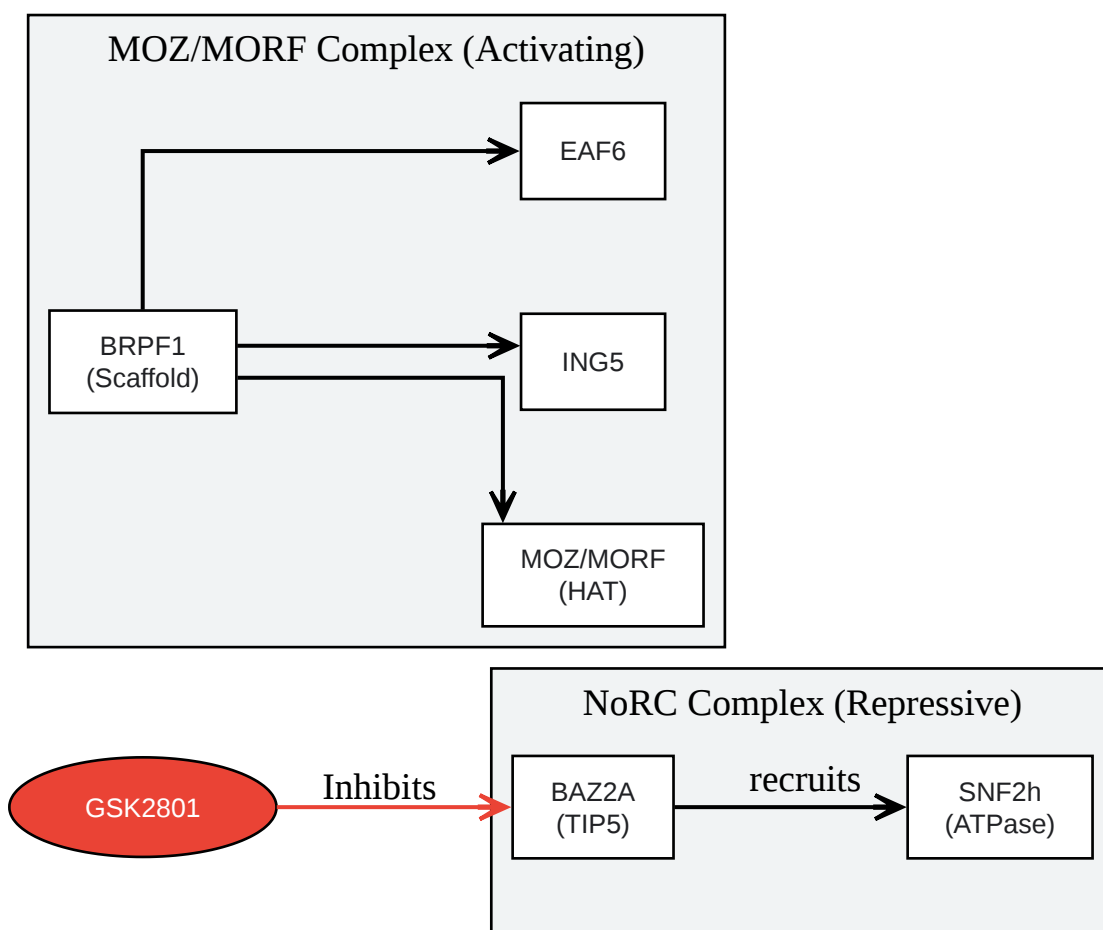 MOZ/MORF Complex (Activating)
EAF6
BRPF1
(Scaffold)
ING5
MOZ/MORF
(HAT)
NoRC Complex (Repressive)
GSK2801
Inhibits
BAZ2A
(TIP5)
recruits
SNF2h
(ATPase)